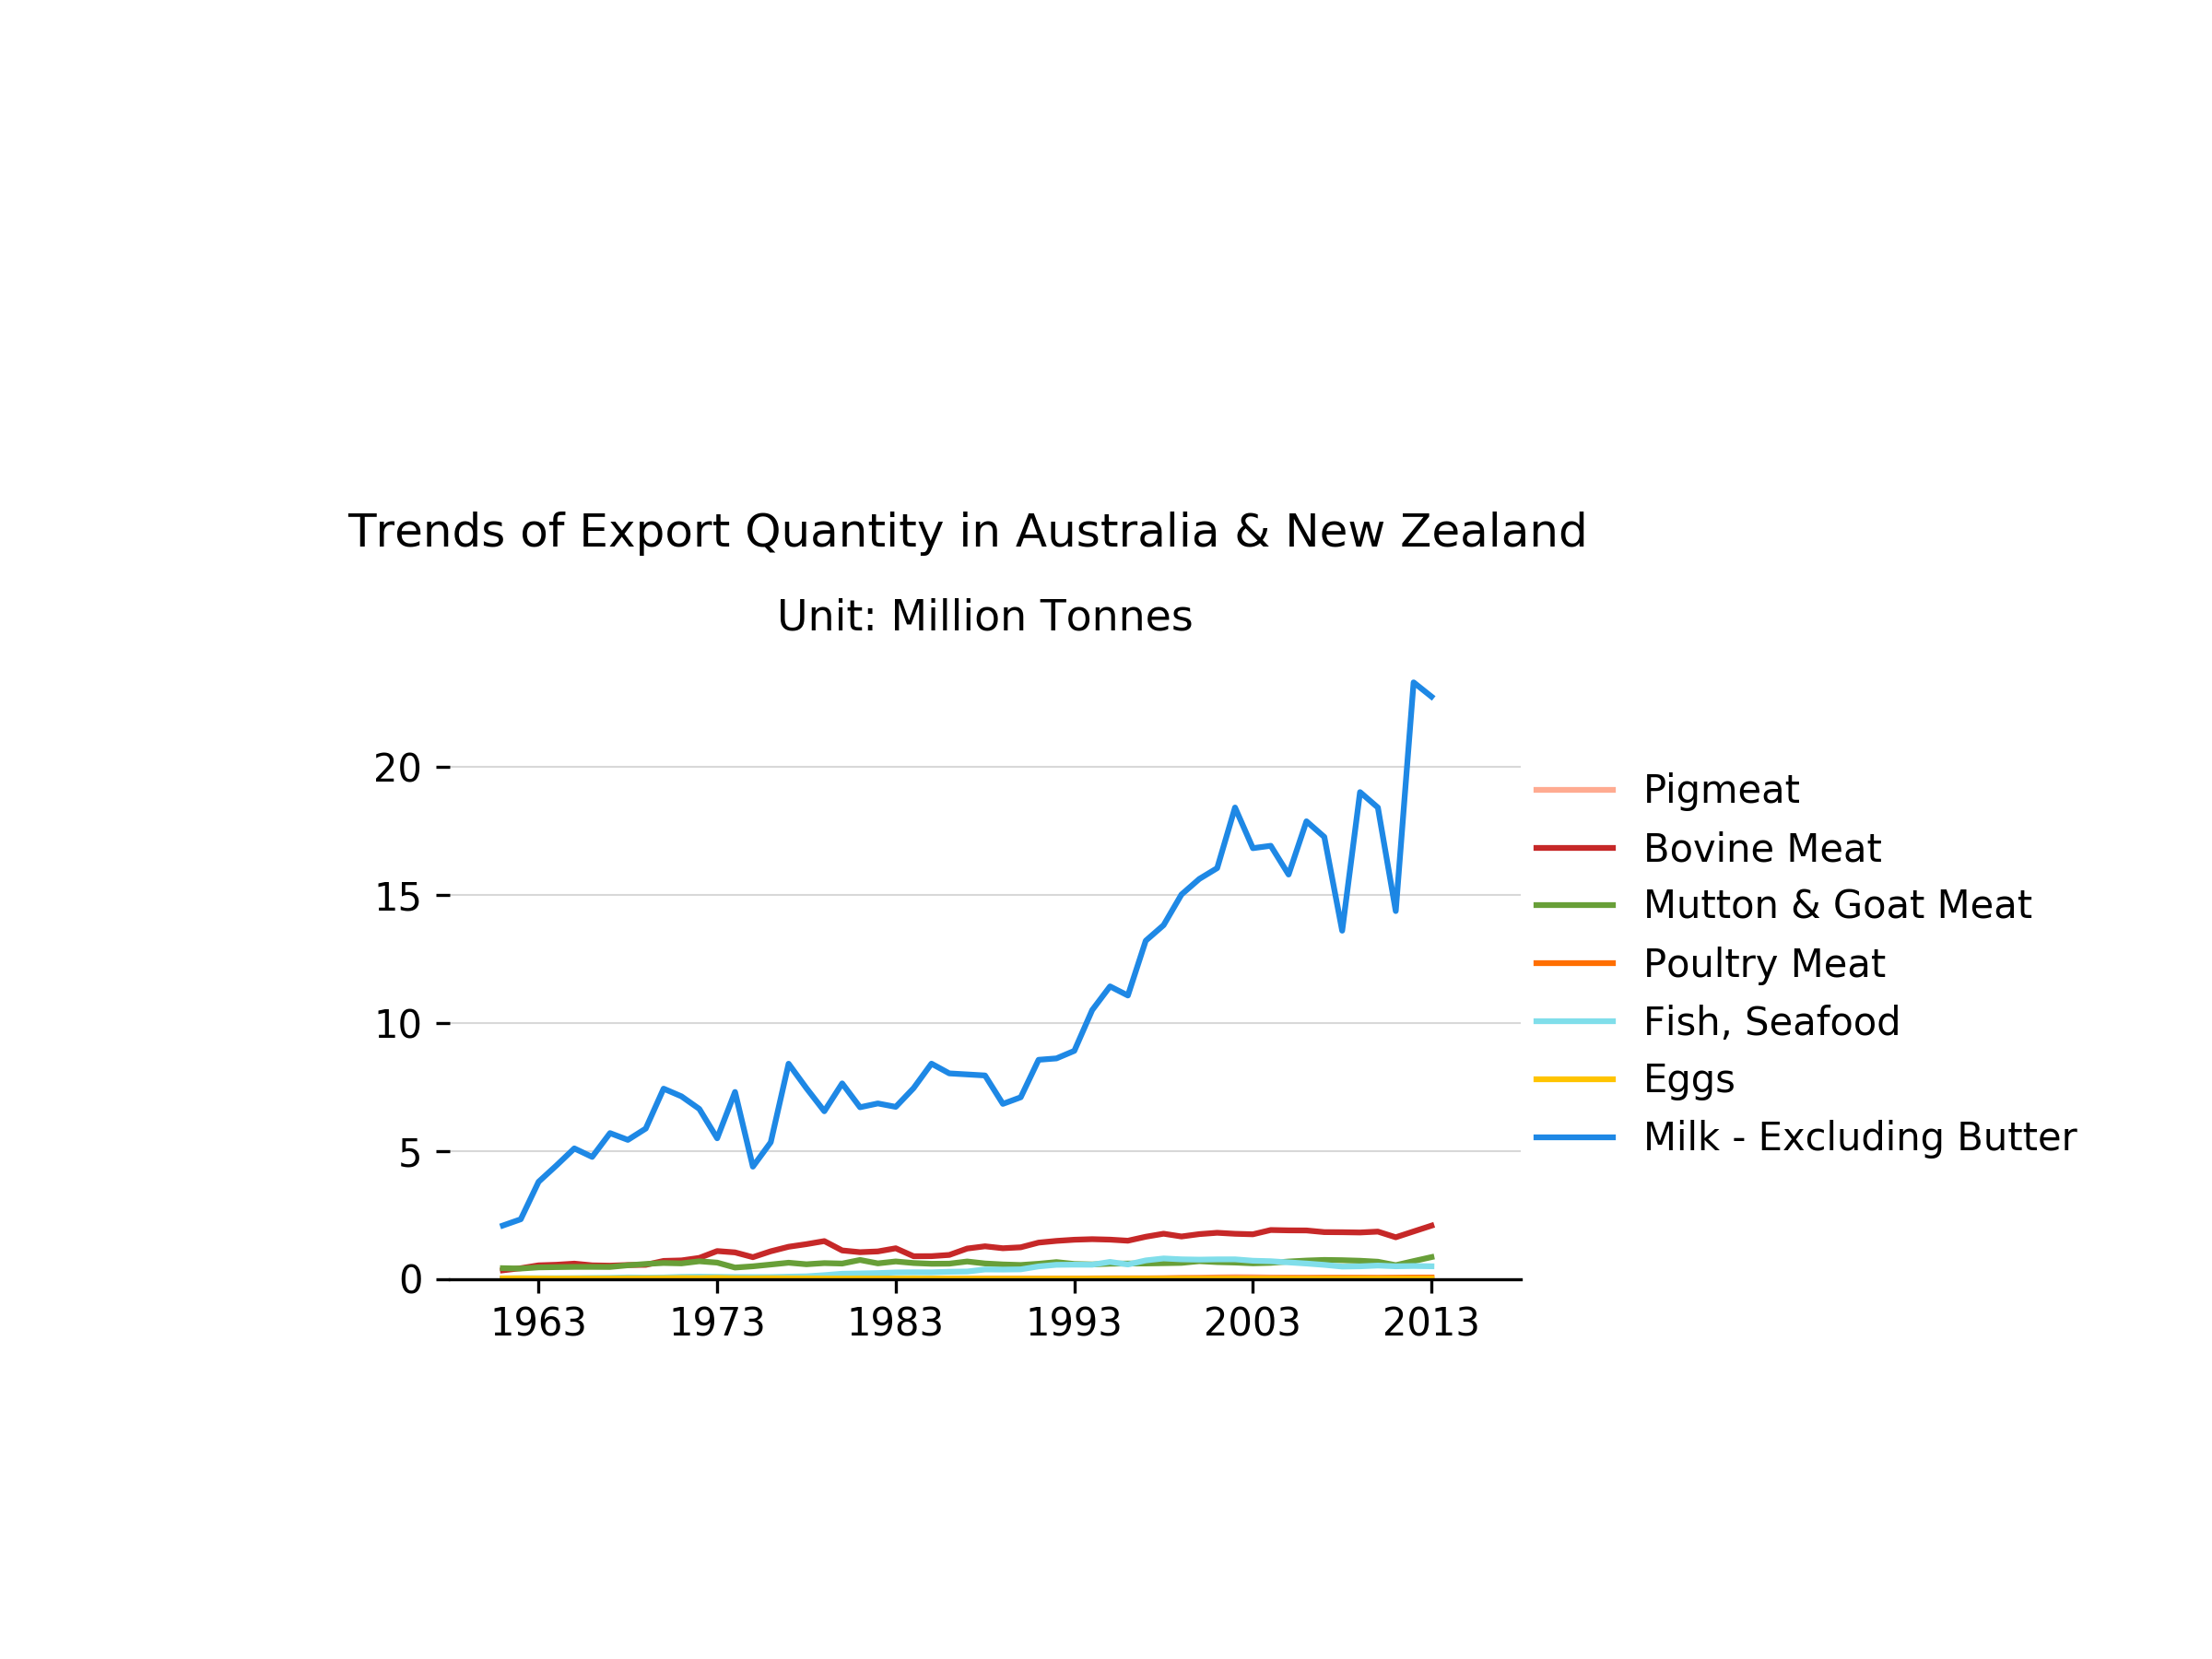 Trends of Export Quantity in Australia & New Zealand
Unit: Million Tonnes
20
15
10
5
0
1963 1973 1983 1993 2003 2013
Pigmeat
Bovine Meat
Mutton & Goat Meat
Poultry Meat
Fish, Seafood
Eggs
Milk - Excluding Butter